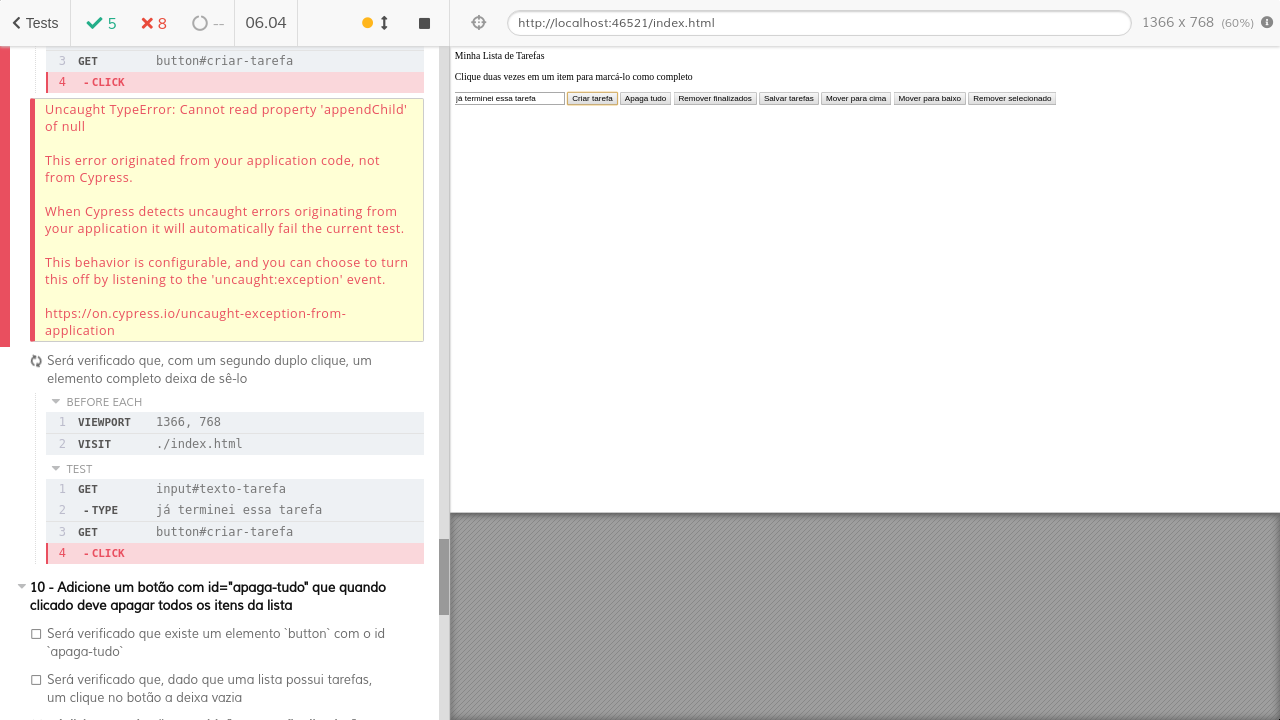 Tests
5
8
--
06.04
http://localhost:46521/index.html
1366 x 768 (60%)
3 GET button#criar-tarefa
4 - CLICK
Uncaught TypeError: Cannot read property 'appendChild'
of null
This error originated from your application code, not
from Cypress.
When Cypress detects uncaught errors originating from
your application it will automatically fail the current test.
This behavior is configurable, and you can choose to turn
this off by listening to the 'uncaught:exception' event.
https://on.cypress.io/uncaught-exception-from-
application
Será verificado que, com um segundo duplo clique, um
elemento completo deixa de sê-lo
BEFORE EACH
1 VIEWPORT 1366, 768
2 VISIT ./index.html
TEST
1 GET input#texto-tarefa
2 - TYPE já terminei essa tarefa
3 GET button#criar-tarefa
4 - CLICK
10 - Adicione um botão com id="apaga-tudo" que quando
clicado deve apagar todos os itens da lista
Será verificado que existe um elemento `button` com o id
`apaga-tudo`
Será verificado que, dado que uma lista possui tarefas,
um clique no botão a deixa vazia
Minha Lista de Tarefas
Clique duas vezes em um item para marcá-lo como completo
já terminei essa tarefa Criar tarefa Apaga tudo Remover finalizados Salvar tarefas Mover para cima Mover para baixo Remover selecionado